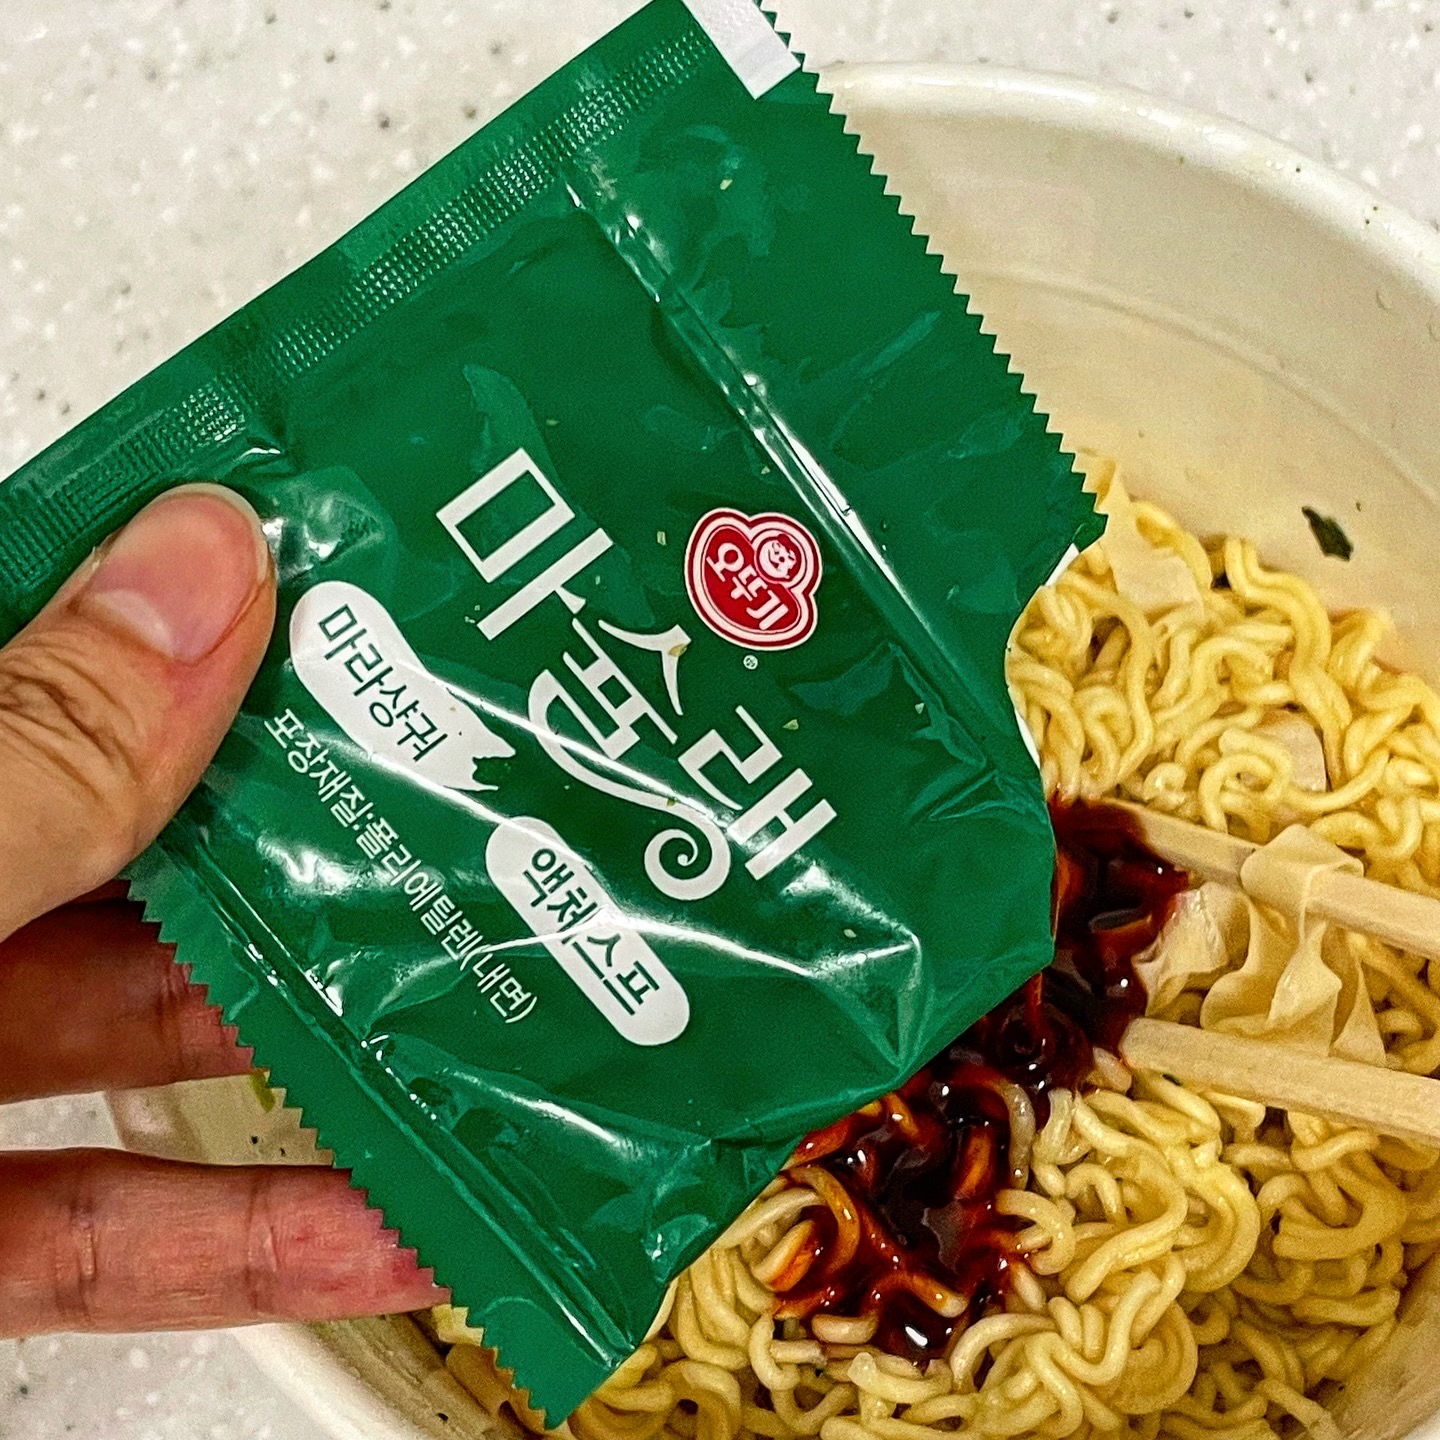 오뚜기
마슐래
마라샹궈
액체스프
포장재질:폴리에틸렌(내면)